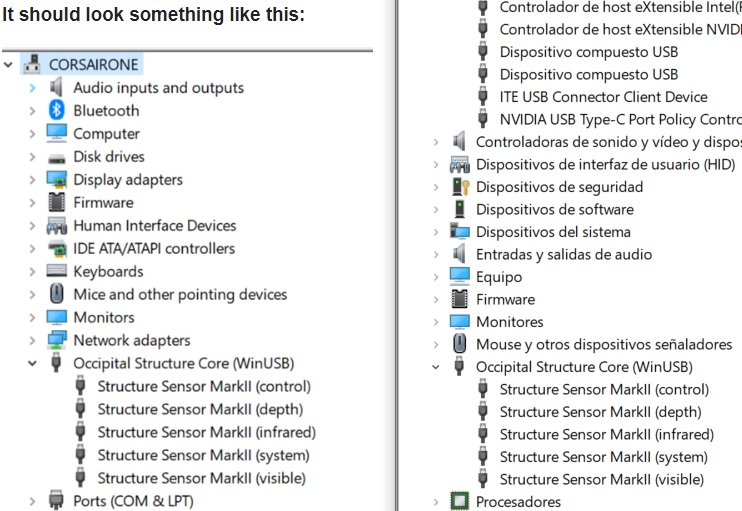 It should look something like this:
CORSAIRONE
Audio inputs and outputs
Bluetooth
Computer
Disk drives
Display adapters
Firmware
Human Interface Devices
IDE ATA/ATAPI controllers
Keyboards
Mice and other pointing devices
Monitors
Network adapters
Occipital Structure Core (WinUSB)
Structure Sensor MarkII (control)
Structure Sensor MarkII (depth)
Structure Sensor MarkII (infrared)
Structure Sensor MarkII (system)
Structure Sensor MarkII (visible)
Ports (COM & LPT)
Controlador de host eXtensible Intel(
Controlador de host eXtensible NVIDI
Dispositivo compuesto USB
Dispositivo compuesto USB
ITE USB Connector Client Device
NVIDIA USB Type-C Port Policy Contro
Controladoras de sonido y vídeo y dispos
Dispositivos de interfaz de usuario (HID)
Dispositivos de seguridad
Dispositivos de software
Dispositivos del sistema
Entradas y salidas de audio
Equipo
Firmware
Monitores
Mouse y otros dispositivos señaladores
Occipital Structure Core (WinUSB)
Structure Sensor MarkII (control)
Structure Sensor MarkII (depth)
Structure Sensor MarkII (infrared)
Structure Sensor MarkII (system)
Structure Sensor MarkII (visible)
Procesadores